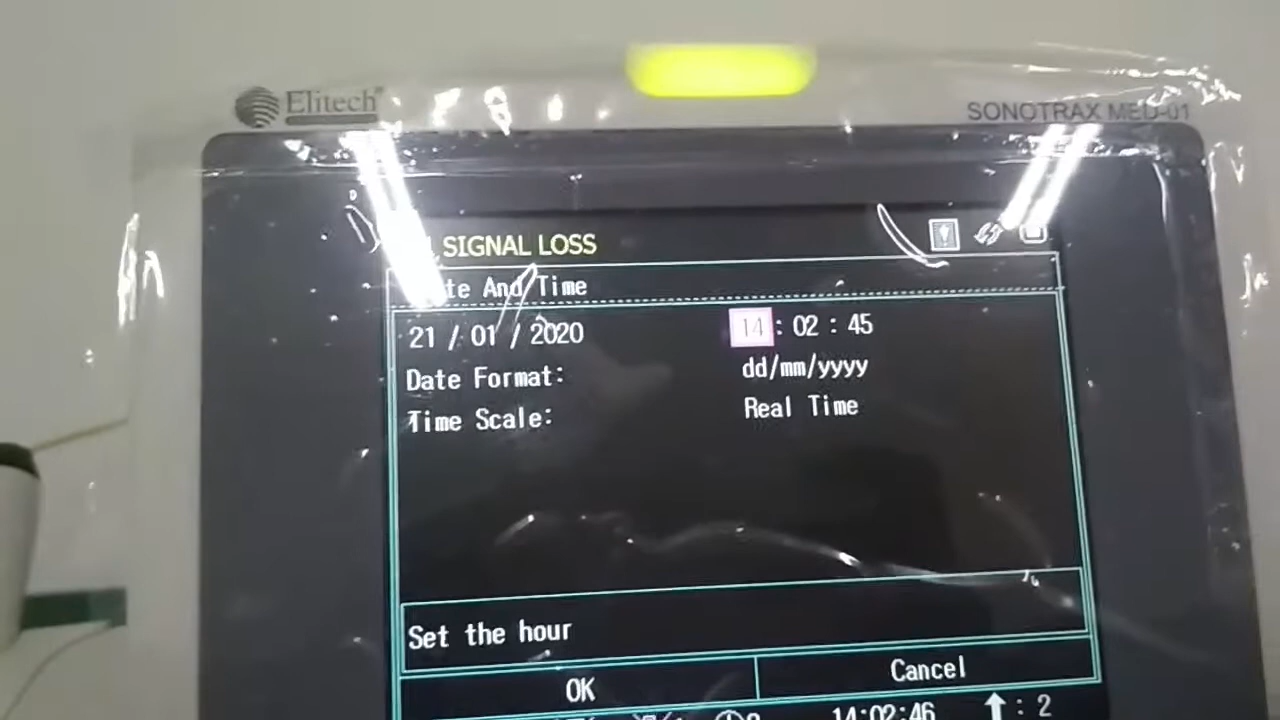 Elitech
SONOTRAX MED-01
SIGNAL LOSS
And Time
21 / 01 / 2020
14 : 02 : 45
Date Format:
dd/mm/yyyy
Time Scale:
Real Time
Set the hour
OK
Cancel
14:02:46
: 2